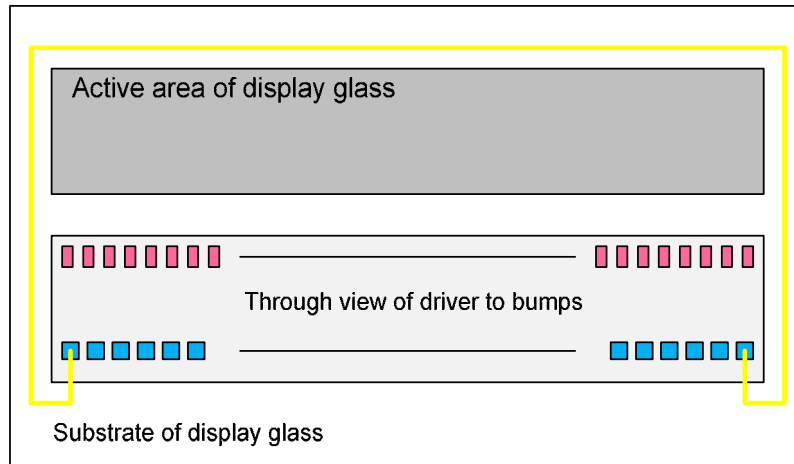 Active area of display glass
Through view of driver to bumps
Substrate of display glass